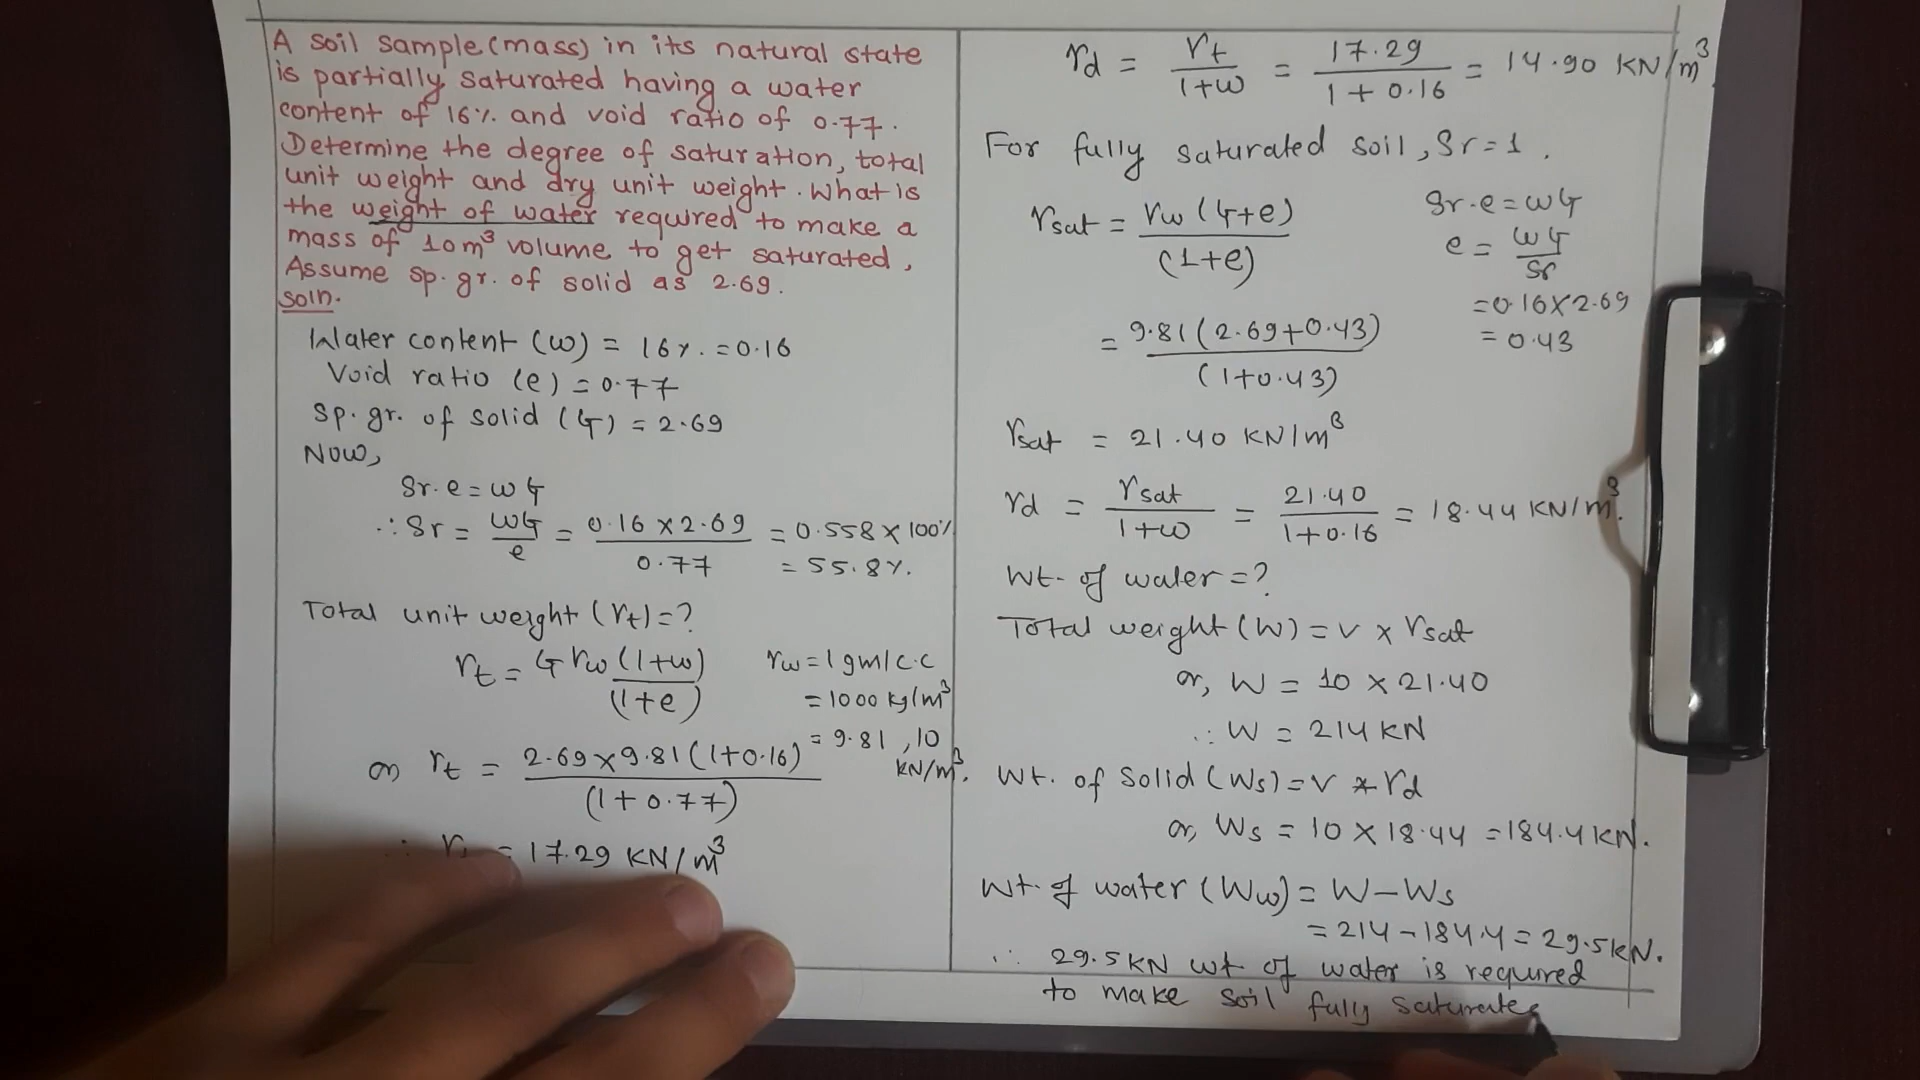 A soil sample (mass) in its natural state
is partially saturated having a water
content of 16% and void ratio of 0.77.
Determine the degree of saturation, total
unit weight and dry unit weight. What is
the weight of water required to make a
mass of 10m³ volume to get saturated,
Assume sp. gr. of solid as 2.69.
Soln.
Water content (w) = 16% = 0.16
Void ratio (e) = 0.77
Sp. gr. of solid (G) = 2.69
Now,
Sr.e = wG
∴ Sr = wG/e = 0.16 × 2.69/0.77 = 0.558 × 100%
= 55.8%.
Total unit weight (γt) = ?
γt = Gγw(1+w)/(1+e)
γw = 1 gm/c.c
= 1000 kg/m³
= 9.81, 10
KN/m³.
or γt = 2.69×9.81(1+0.16)/(1+0.77)
= 17.29 KN/m³
γd = γt/1+w = 17.29/1+0.16 = 14.90 KN/m³.
For fully saturated soil, Sr = 1.
γsat = γw(G+e)/(1+e)
Sr.e = wG
e = wG/Sr
= 0.16×2.69
= 0.43
= 9.81(2.69+0.43)/(1+0.43)
γsat = 21.40 KN/m³
γd = γsat/1+w = 21.40/1+0.16 = 18.44 KN/m³.
Wt. of water = ?
Total weight (W) = V × γsat
or, W = 10 × 21.40
∴ W = 214 KN
Wt. of Solid (Ws) = V * γd
or, Ws = 10 × 18.44 = 184.4 KN.
Wt. of water (Ww) = W – Ws
= 214 – 184.4 = 29.5 KN.
∴ 29.5 KN wt of water is required
to make soil fully saturates